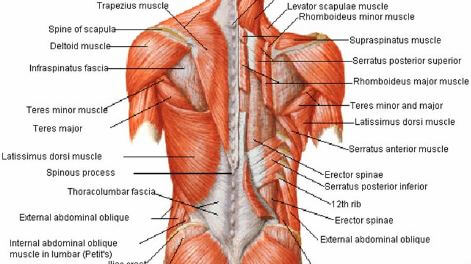 Trapezius muscle
Spine of scapula
Deltoid muscle
Infraspinatus fascia
Teres minor muscle
Teres major
Latissimus dorsi muscle
Spinous process
Thoracolumbar fascia
External abdominal oblique
Internal abdominal oblique
muscle in lumbar (Petit's)
Iliac crest
Levator scapulae muscle
Rhomboideus minor muscle
Supraspinatus muscle
Serratus posterior superior
Rhomboideus major muscle
Teres minor and major
Latissimus dorsi muscle
Serratus anterior muscle
Erector spinae
Serratus posterior inferior
12th rib
Erector spinae
External abdominal oblique